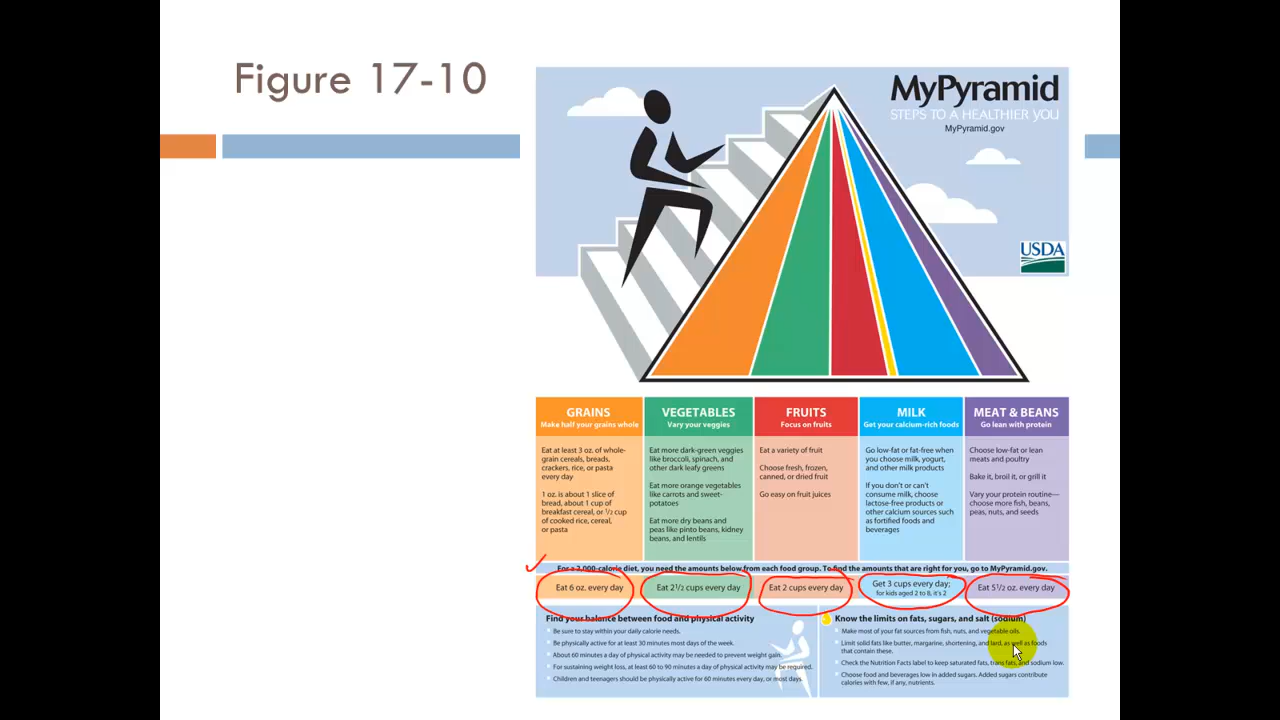 Figure 17-10
MyPyramid
STEPS TO A HEALTHIER YOU
MyPyramid.gov
USDA
GRAINS
Make half your grains whole
Eat at least 3 oz. of whole-
grain cereals, breads,
crackers, rice, or pasta
every day
1 oz. is about 1 slice of
bread, about 1 cup of
breakfast cereal, or ½ cup
of cooked rice, cereal,
or pasta
VEGETABLES
Vary your veggies
Eat more dark-green veggies
like broccoli, spinach, and
other dark leafy greens
Eat more orange vegetables
like carrots and sweet-
potatoes
Eat more dry beans and
peas like pinto beans, kidney
beans, and lentils
FRUITS
Focus on fruits
Eat a variety of fruit
Choose fresh, frozen,
canned, or dried fruit
Go easy on fruit juices
MILK
Get your calcium-rich foods
Go low-fat or fat-free when
you choose milk, yogurt,
and other milk products
If you don't or can't
consume milk, choose
lactose-free products or
other calcium sources such
as fortified foods and
beverages
MEAT & BEANS
Go lean with protein
Choose low-fat or lean
meats and poultry
Bake it, broil it, or grill it
Vary your protein routine—
choose more fish, beans,
peas, nuts, and seeds
For a 2,000-calorie diet, you need the amounts below from each food group. To find the amounts that are right for you, go to MyPyramid.gov.
Eat 6 oz. every day
Eat 2½ cups every day
Eat 2 cups every day
Get 3 cups every day;
for kids aged 2 to 8, it's 2
Eat 5½ oz. every day
Find your balance between food and physical activity
Be sure to stay within your daily calorie needs.
Be physically active for at least 30 minutes most days of the week.
About 60 minutes a day of physical activity may be needed to prevent weight gain.
For sustaining weight loss, at least 60 to 90 minutes a day of physical activity may be required.
Children and teenagers should be physically active for 60 minutes every day, or most days.
Know the limits on fats, sugars, and salt (sodium)
Make most of your fat sources from fish, nuts, and vegetable oils.
Limit solid fats like butter, margarine, shortening, and lard, as well as foods
that contain these.
Check the Nutrition Facts label to keep saturated fats, trans fats, and sodium low.
Choose food and beverages low in added sugars. Added sugars contribute
calories with few, if any, nutrients.